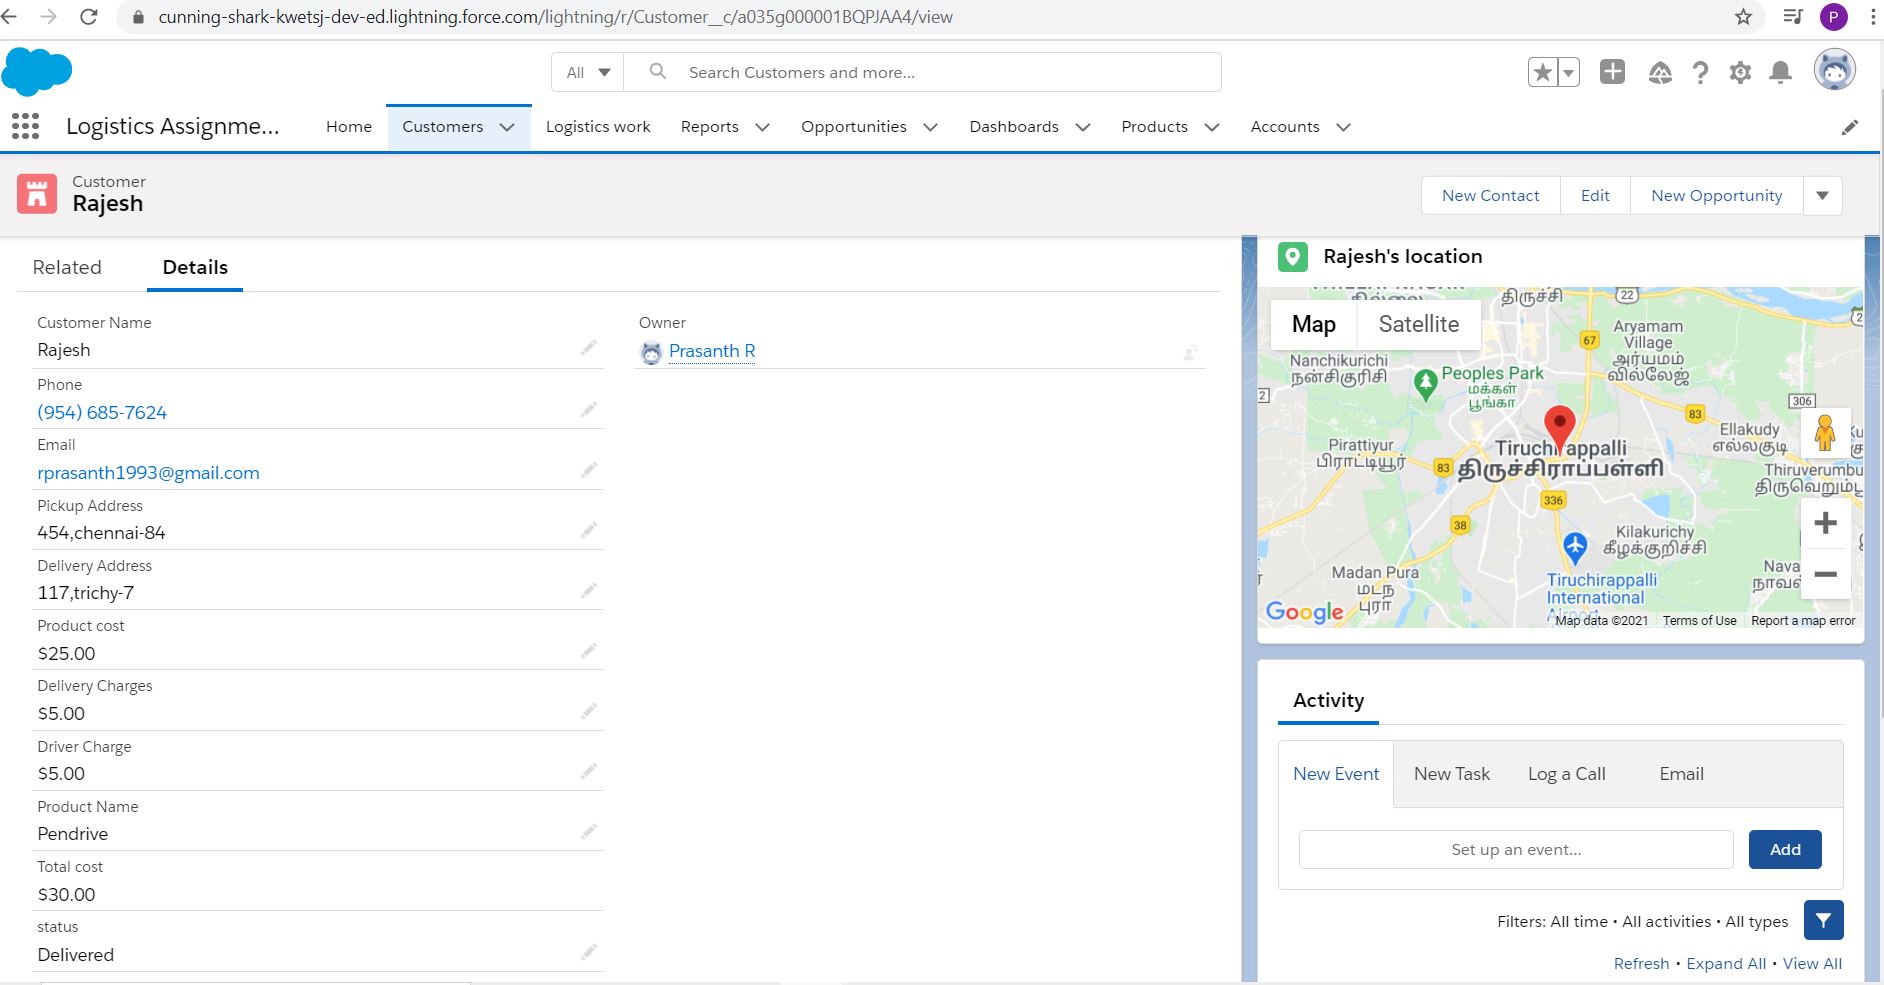 cunning-shark-kwetsj-dev-ed.lightning.force.com/lightning/r/Customer__c/a035g000001BQPJAA4/view
P
All
Search Customers and more...
Logistics Assignme...
Home
Customers
Logistics work
Reports
Opportunities
Dashboards
Products
Accounts
Customer
Rajesh
New Contact
Edit
New Opportunity
Related
Details
Customer Name
Rajesh
Phone
(954) 685-7624
Email
rprasanth1993@gmail.com
Pickup Address
454,chennai-84
Delivery Address
117,trichy-7
Product cost
$25.00
Delivery Charges
$5.00
Driver Charge
$5.00
Product Name
Pendrive
Total cost
$30.00
status
Delivered
Owner
Prasanth R
Rajesh's location
Map
Satellite
தில்லை
திருச்சி
22
67
Aryamam
Village
அர்யமம்
வில்லேஜ்
Nanchikurichi
நன்சிகுரிசி
Peoples Park
மக்கள்
பூங்கா
306
83
Ellakudy
எல்லகுடி
Pirattiyur
பிராட்டியூர்
Tiruchirappalli
திருச்சிராப்பள்ளி
83
336
38
Kilakurichy
கீழக்குறிச்சி
Madan Pura
மடந
புரா
Tiruchirappalli
International
Airport
Google
Map data ©2021
Terms of Use
Report a map error
Activity
New Event
New Task
Log a Call
Email
Set up an event...
Add
Filters: All time • All activities • All types
Refresh • Expand All • View All